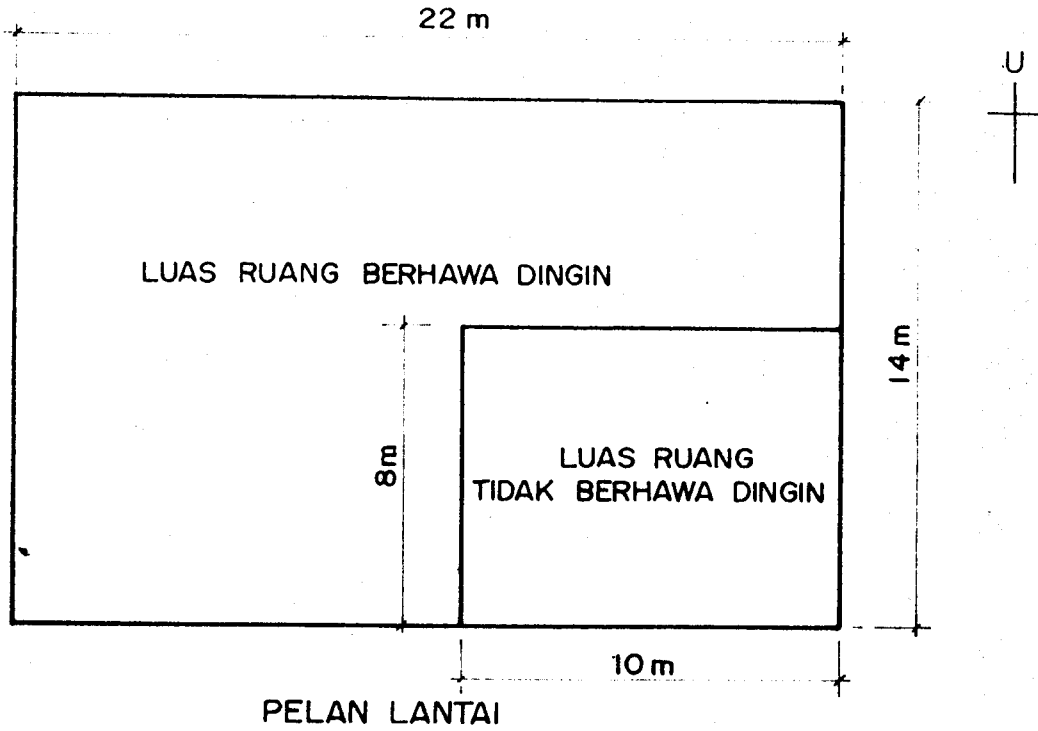 22 m
U
LUAS RUANG BERHAWA DINGIN
14 m
8m
LUAS RUANG
TIDAK BERHAWA DINGIN
10 m
PELAN LANTAI